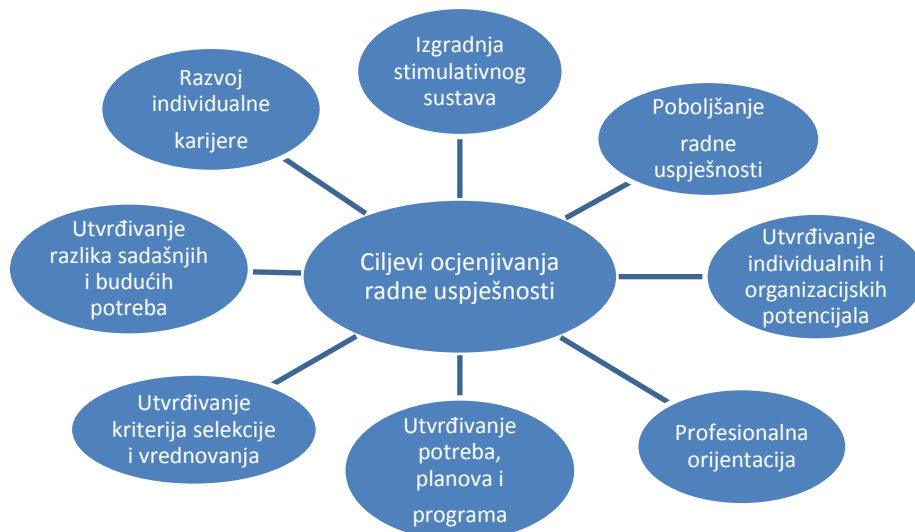 Izgradnja
stimulativnog
sustava
Razvoj
individualne
karijere
Poboljšanje
radne
uspješnosti
Utvrđivanje
razlika sadašnjih
i budućih
potreba
Ciljevi ocjenjivanja
radne uspješnosti
Utvrđivanje
individualnih i
organizacijskih
potencijala
Utvrđivanje
kriterija selekcije
i vrednovanja
Utvrđivanje
potreba,
planova i
programa
Profesionalna
orijentacija